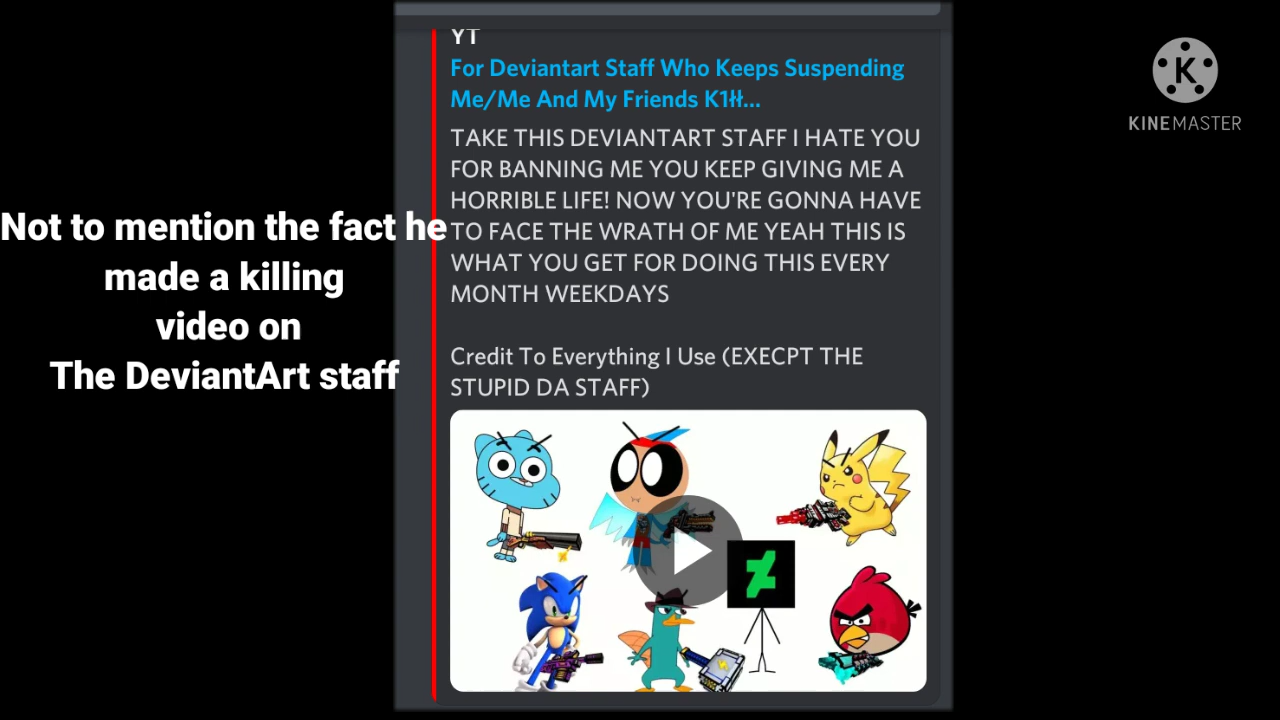 YT
For Deviantart Staff Who Keeps Suspending
Me/Me And My Friends K1łł...
TAKE THIS DEVIANTART STAFF I HATE YOU
FOR BANNING ME YOU KEEP GIVING ME A
HORRIBLE LIFE! NOW YOU'RE GONNA HAVE
TO FACE THE WRATH OF ME YEAH THIS IS
WHAT YOU GET FOR DOING THIS EVERY
MONTH WEEKDAYS
Credit To Everything I Use (EXECPT THE
STUPID DA STAFF)
Not to mention the fact he
made a killing
video on
The DeviantArt staff
K
KINEMASTER